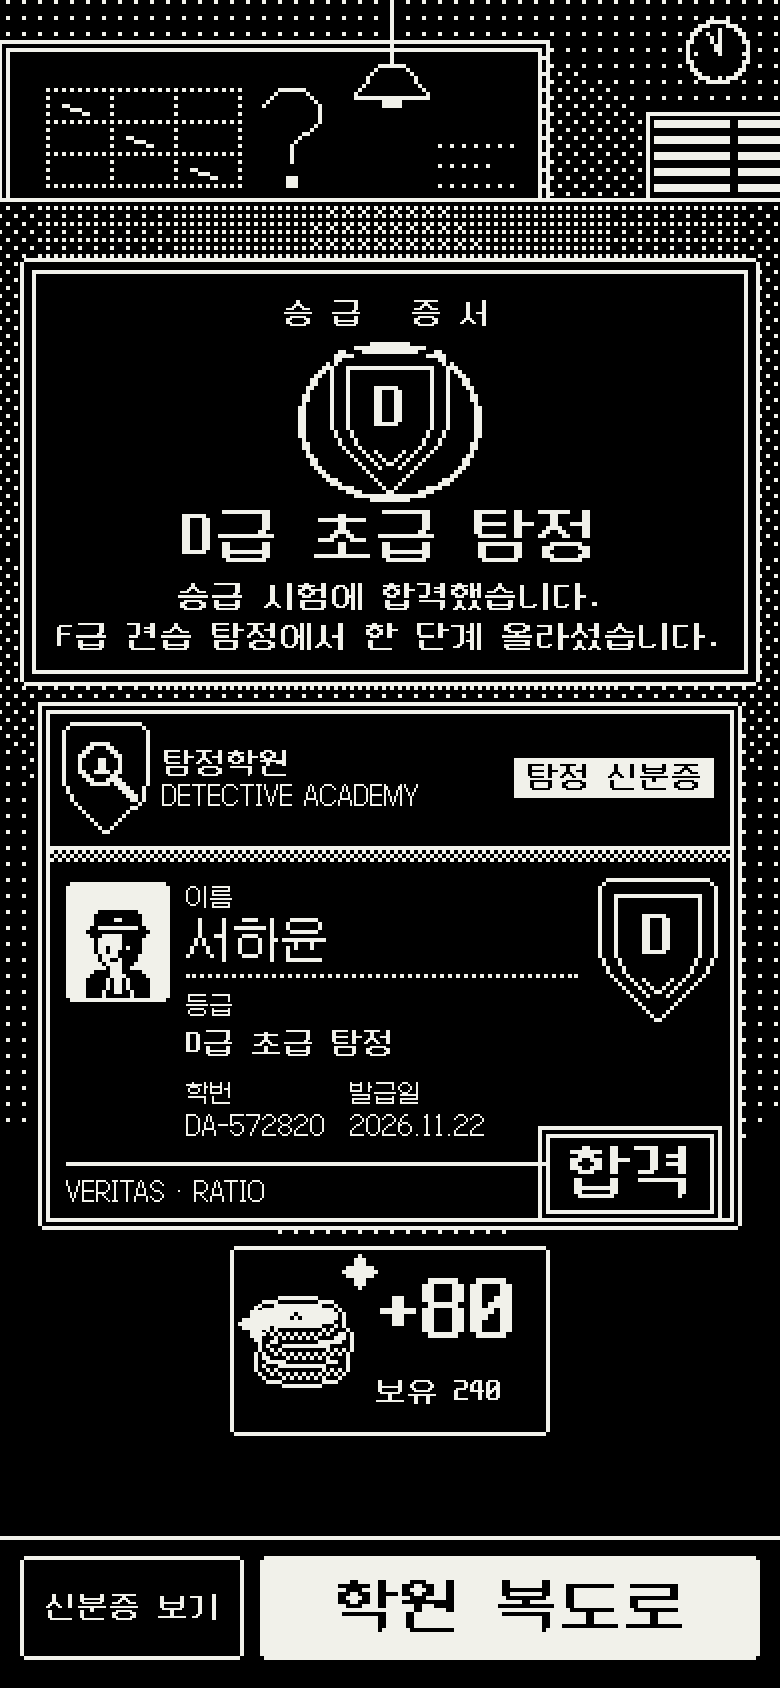 승급 증서
D
D급 초급 탐정
승급 시험에 합격했습니다.
F급 견습 탐정에서 한 단계 올라섰습니다.
탐정학원
DETECTIVE ACADEMY
탐정 신분증
이름
서하윤
D
등급
D급 초급 탐정
학번 발급일
DA-572820 2026.11.22
합격
VERITAS · RATIO
+80
보유 240
신분증 보기
학원 복도로